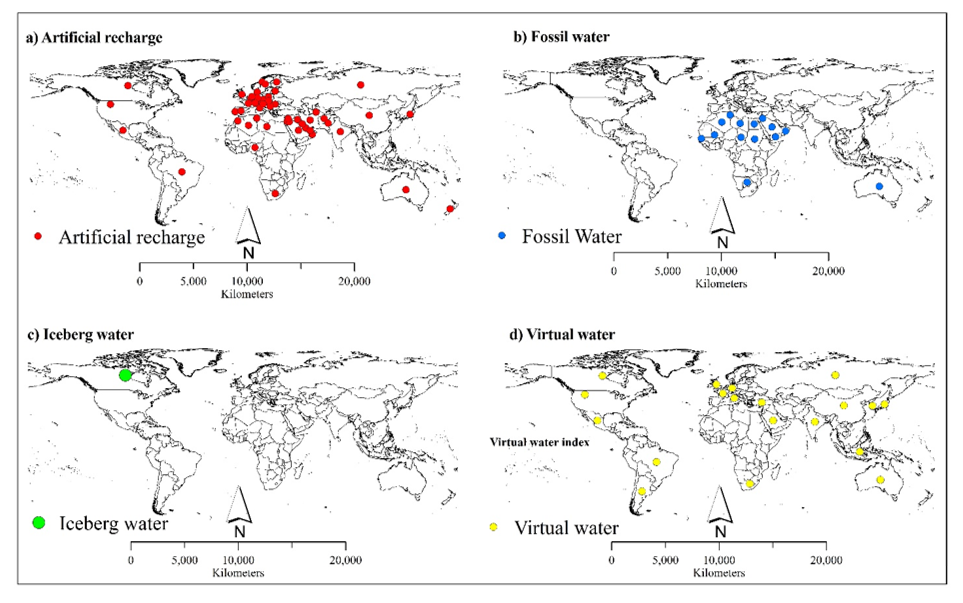 a) Artificial recharge
Artificial recharge
N
0 5,000 10,000 20,000
Kilometers
b) Fossil water
Fossil Water
N
0 5,000 10,000 20,000
Kilometers
c) Iceberg water
Iceberg water
N
0 5,000 10,000 20,000
Kilometers
d) Virtual water
Virtual water index
Virtual water
N
0 5,000 10,000 20,000
Kilometers